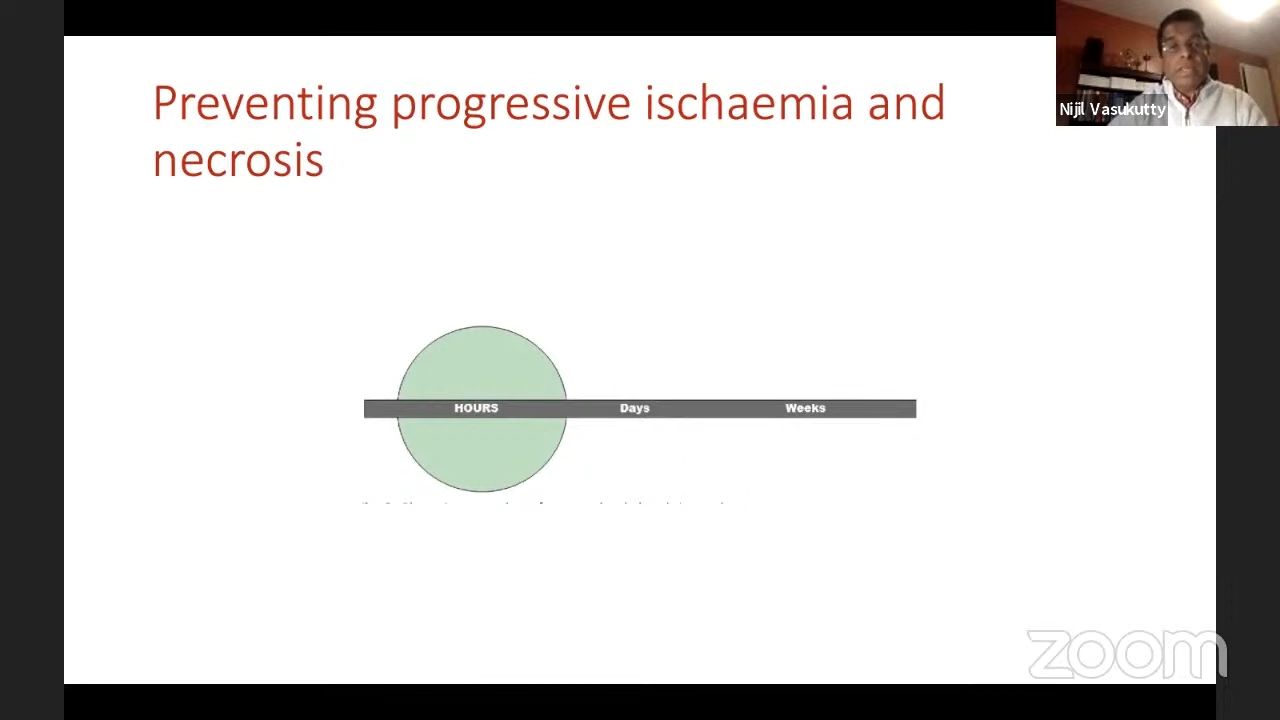 Preventing progressive ischaemia and
necrosis
Nijil Vasukutty
HOURS Days Weeks
zoom